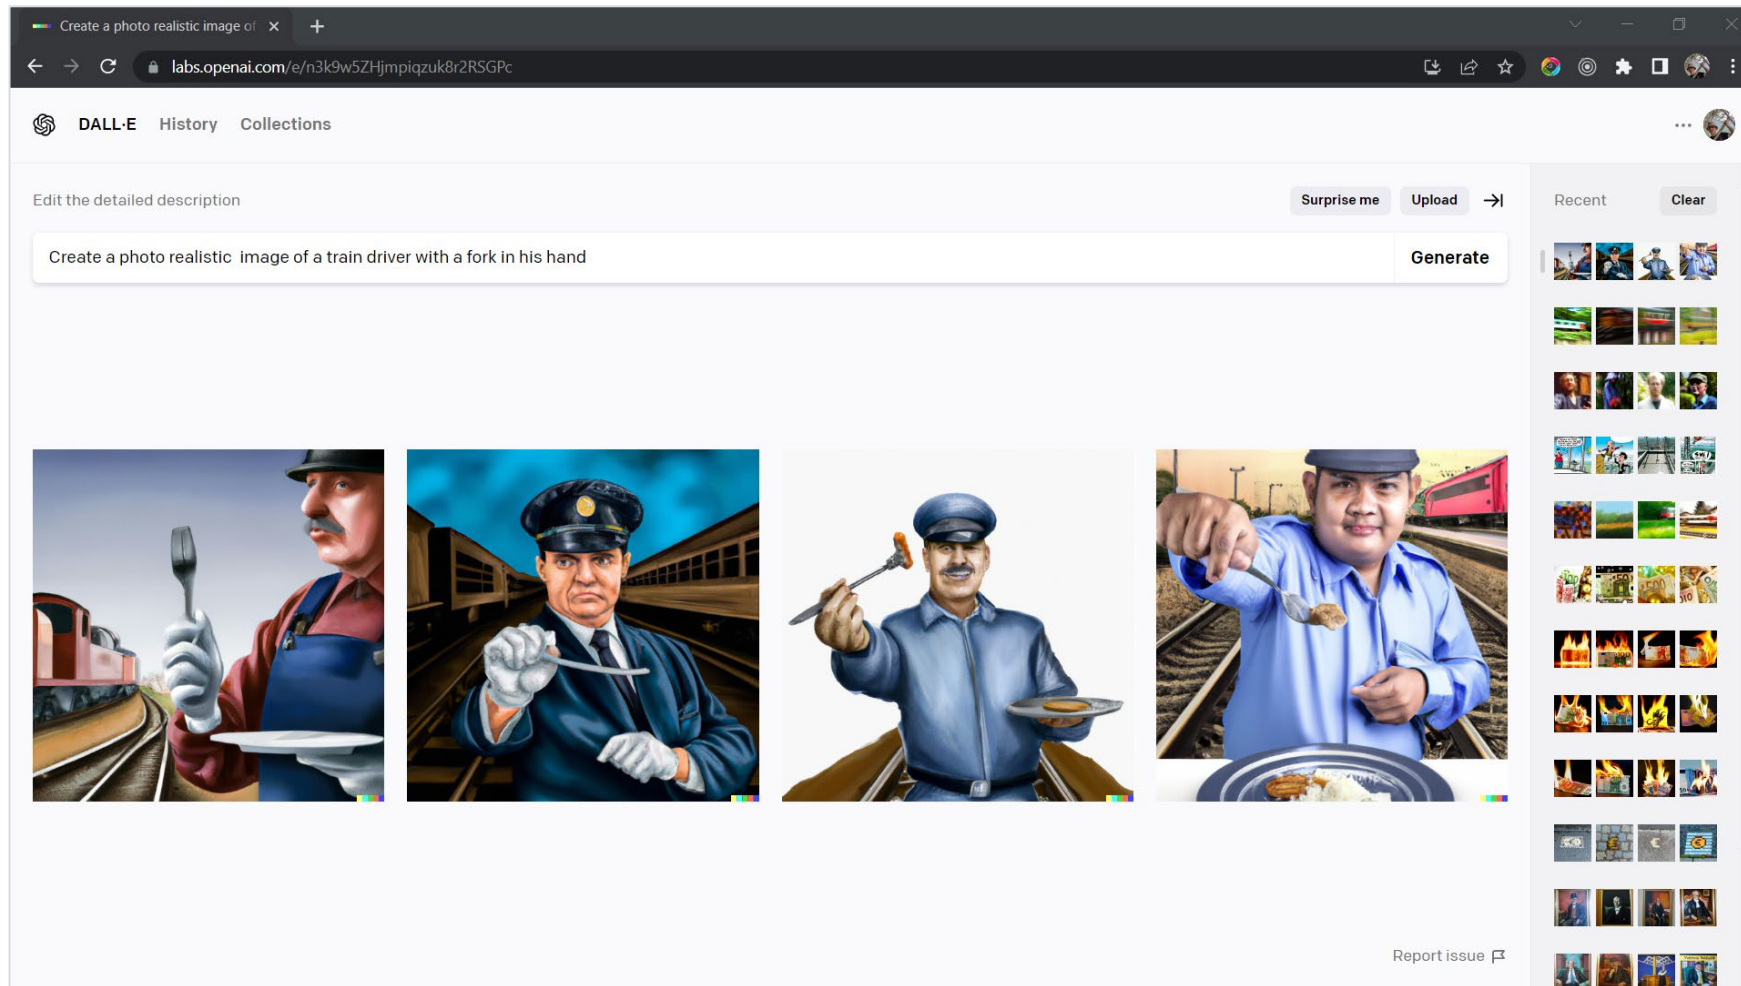 Create a photo realistic image of
labs.openai.com/e/n3k9w5ZHjmpiqzuk8r2RSGPc
DALL·E History Collections
Edit the detailed description
Surprise me Upload
Recent Clear
Create a photo realistic  image of a train driver with a fork in his hand
Generate
Report issue